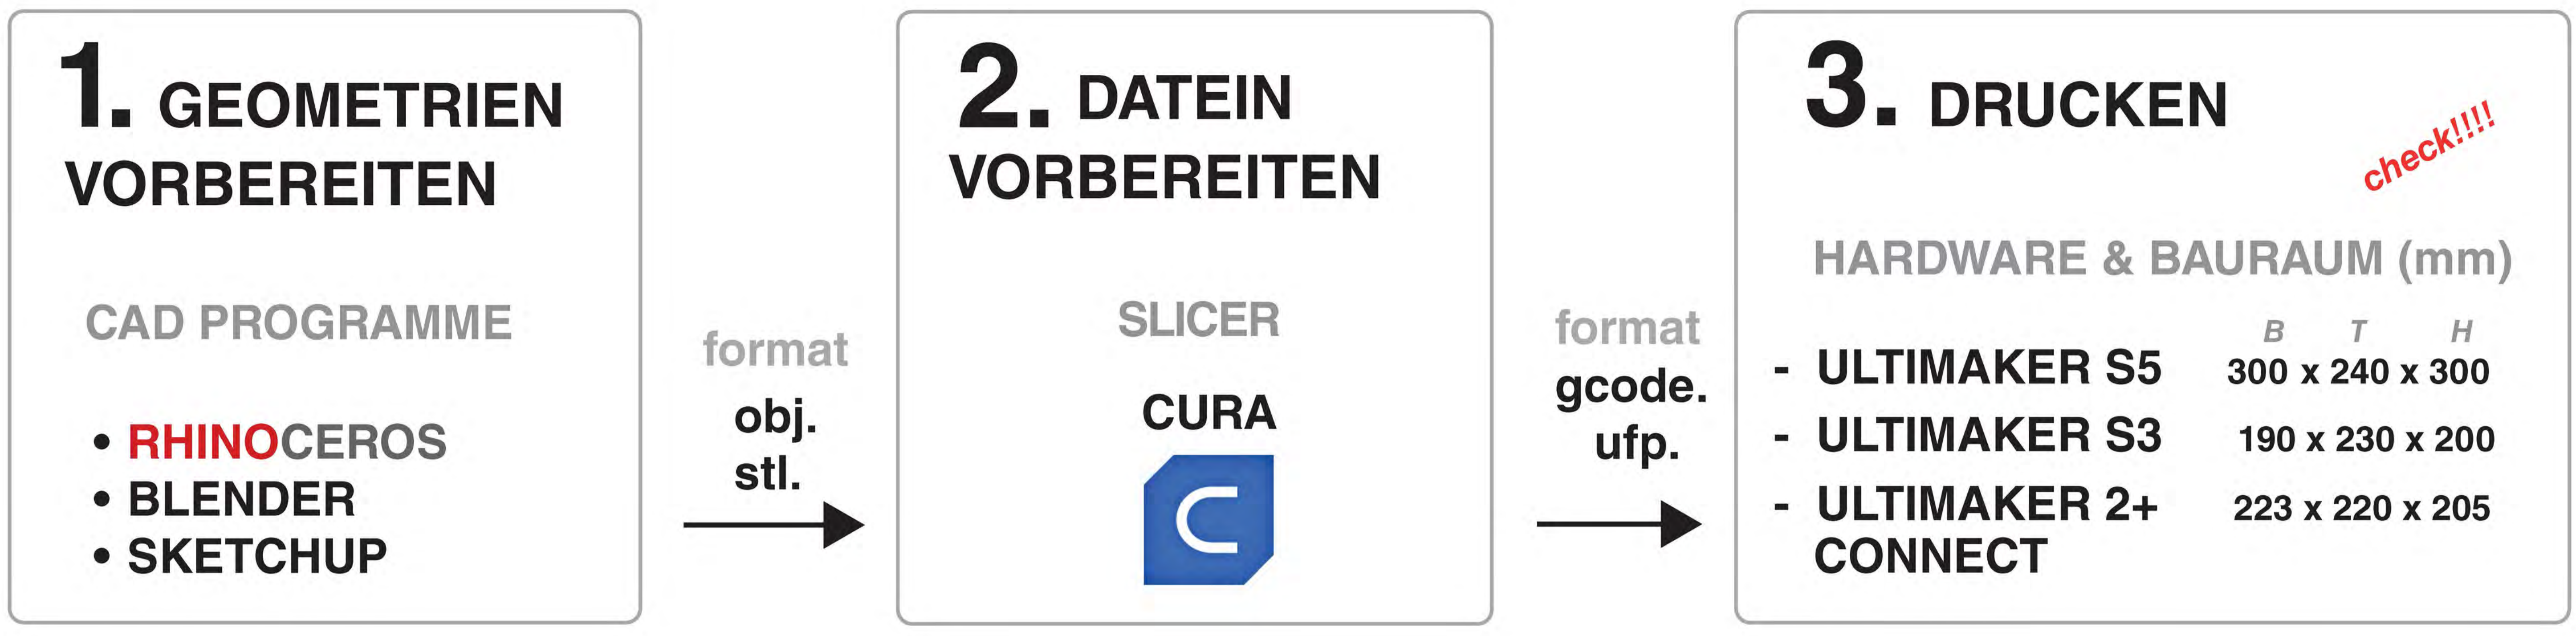 1. GEOMETRIEN
VORBEREITEN
CAD PROGRAMME
• RHINOCEROS
• BLENDER
• SKETCHUP
format
obj.
stl.
2. DATEIN
VORBEREITEN
SLICER
CURA
format
gcode.
ufp.
3. DRUCKEN
check!!!!
HARDWARE & BAURAUM (mm)
B T H
- ULTIMAKER S5 300 x 240 x 300
- ULTIMAKER S3 190 x 230 x 200
- ULTIMAKER 2+ 223 x 220 x 205
CONNECT